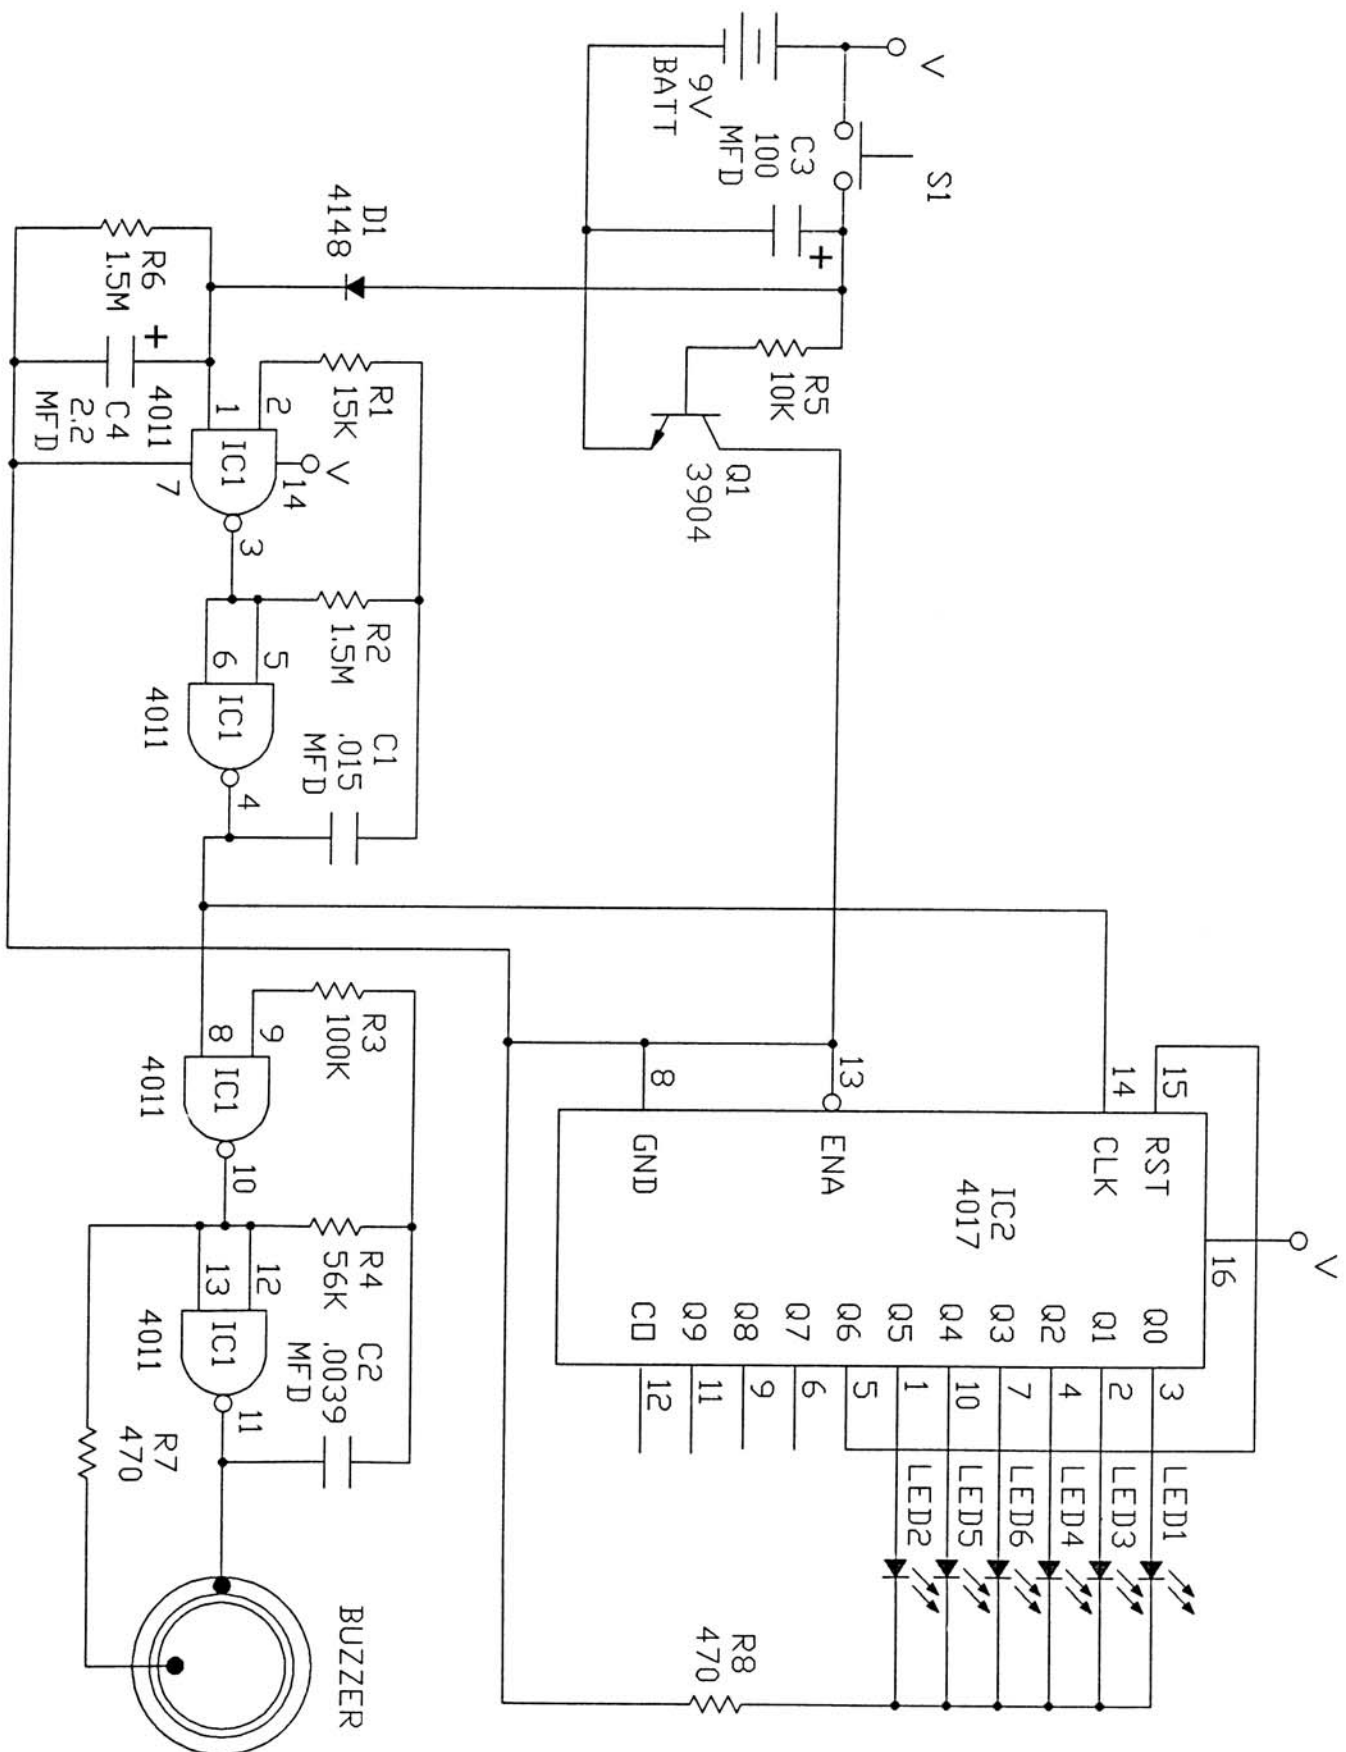 V
S1
9V
BATT
C3
100
MFD
+
R5
10K
Q1
3904
D1
4148
R6
1.5M
+
C4
2.2
MFD
4011
1
2
IC1
7
14
V
3
R1
15K
R2
1.5M
6
5
IC1
4011
4
C1
.015
MFD
8
9
IC1
4011
10
R3
100K
R4
56K
13
12
IC1
4011
11
C2
.0039
MFD
R7
470
BUZZER
V
16
15
14
13
8
RST
CLK
ENA
GND
IC2
4017
Q0
Q1
Q2
Q3
Q4
Q5
Q6
Q7
Q8
Q9
CO
3
2
4
7
10
1
5
6
9
11
12
LED1
LED3
LED4
LED6
LED5
LED2
R8
470